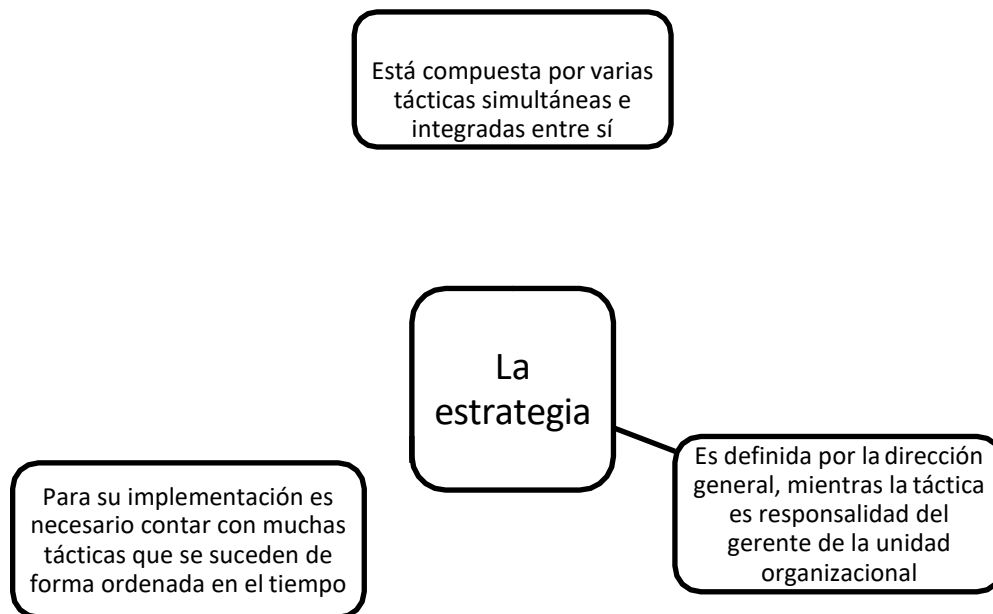 Está compuesta por varias
tácticas simultáneas e
integradas entre sí
La
estrategia
Es definida por la dirección
general, mientras la táctica
es responsalidad del
gerente de la unidad
organizacional
Para su implementación es
necesario contar con muchas
tácticas que se suceden de
forma ordenada en el tiempo